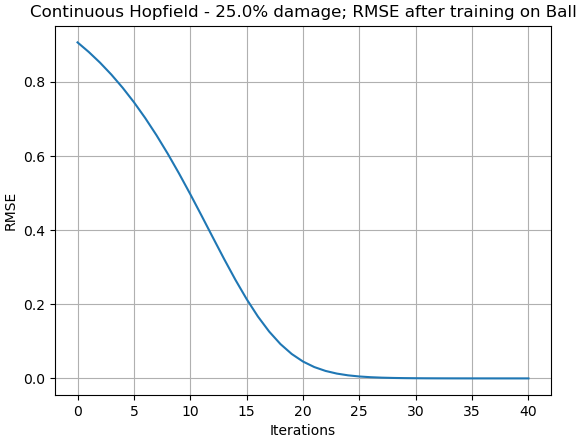 Continuous Hopfield - 25.0% damage; RMSE after training on Ball
0.8
0.6
0.4
0.2
0.0
RMSE
0 5 10 15 20 25 30 35 40
Iterations